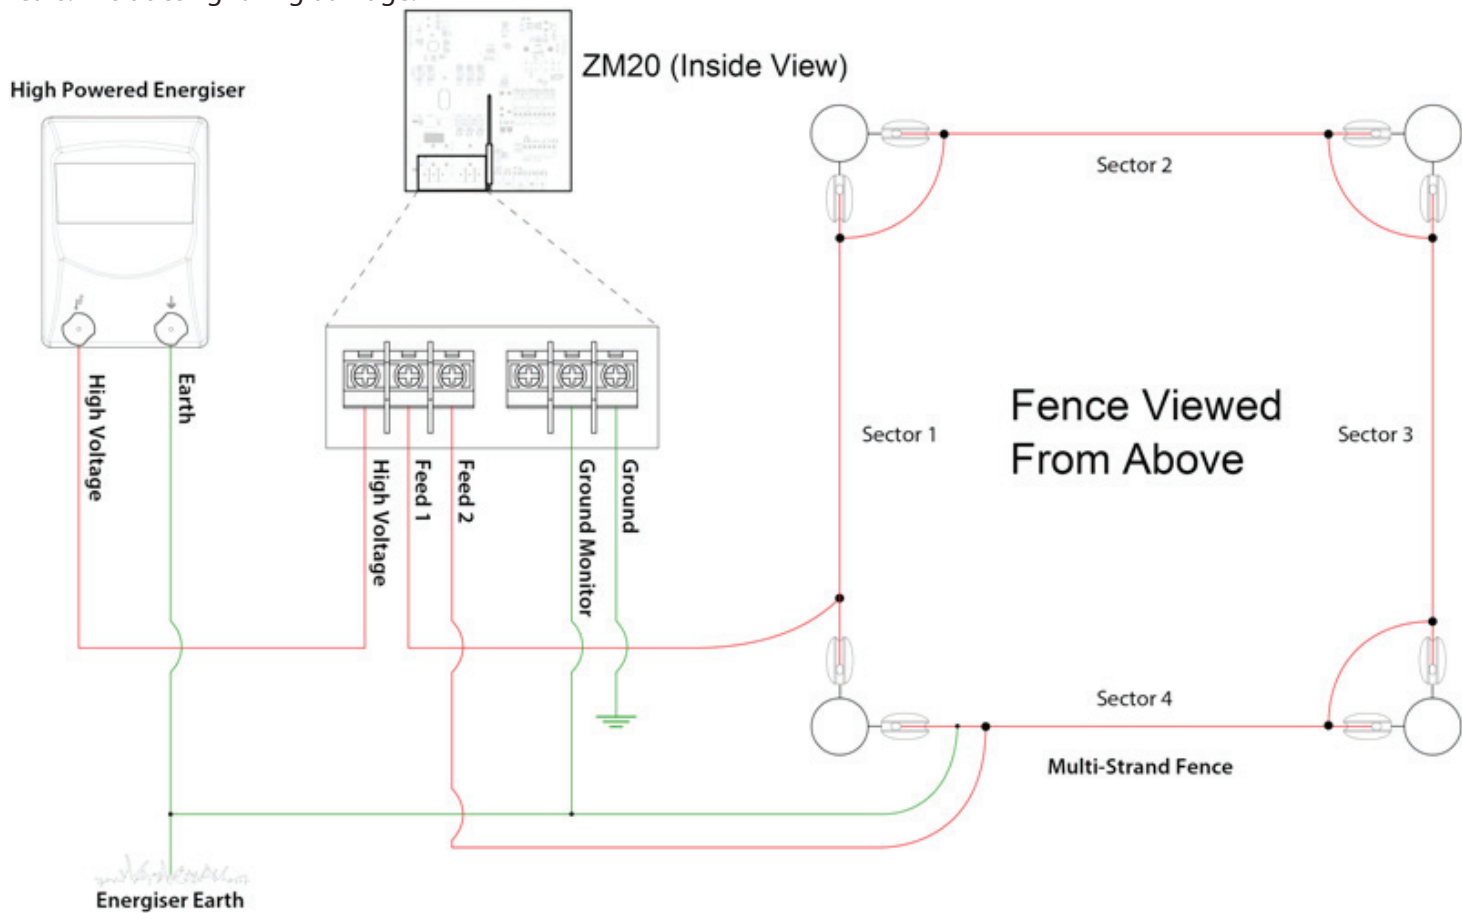 ZM20 (Inside View)
High Powered Energiser
Sector 2
High Voltage
Earth
High Voltage
Feed 1
Feed 2
Ground Monitor
Ground
Sector 1
Fence Viewed
From Above
Sector 3
Sector 4
Multi-Strand Fence
Energiser Earth